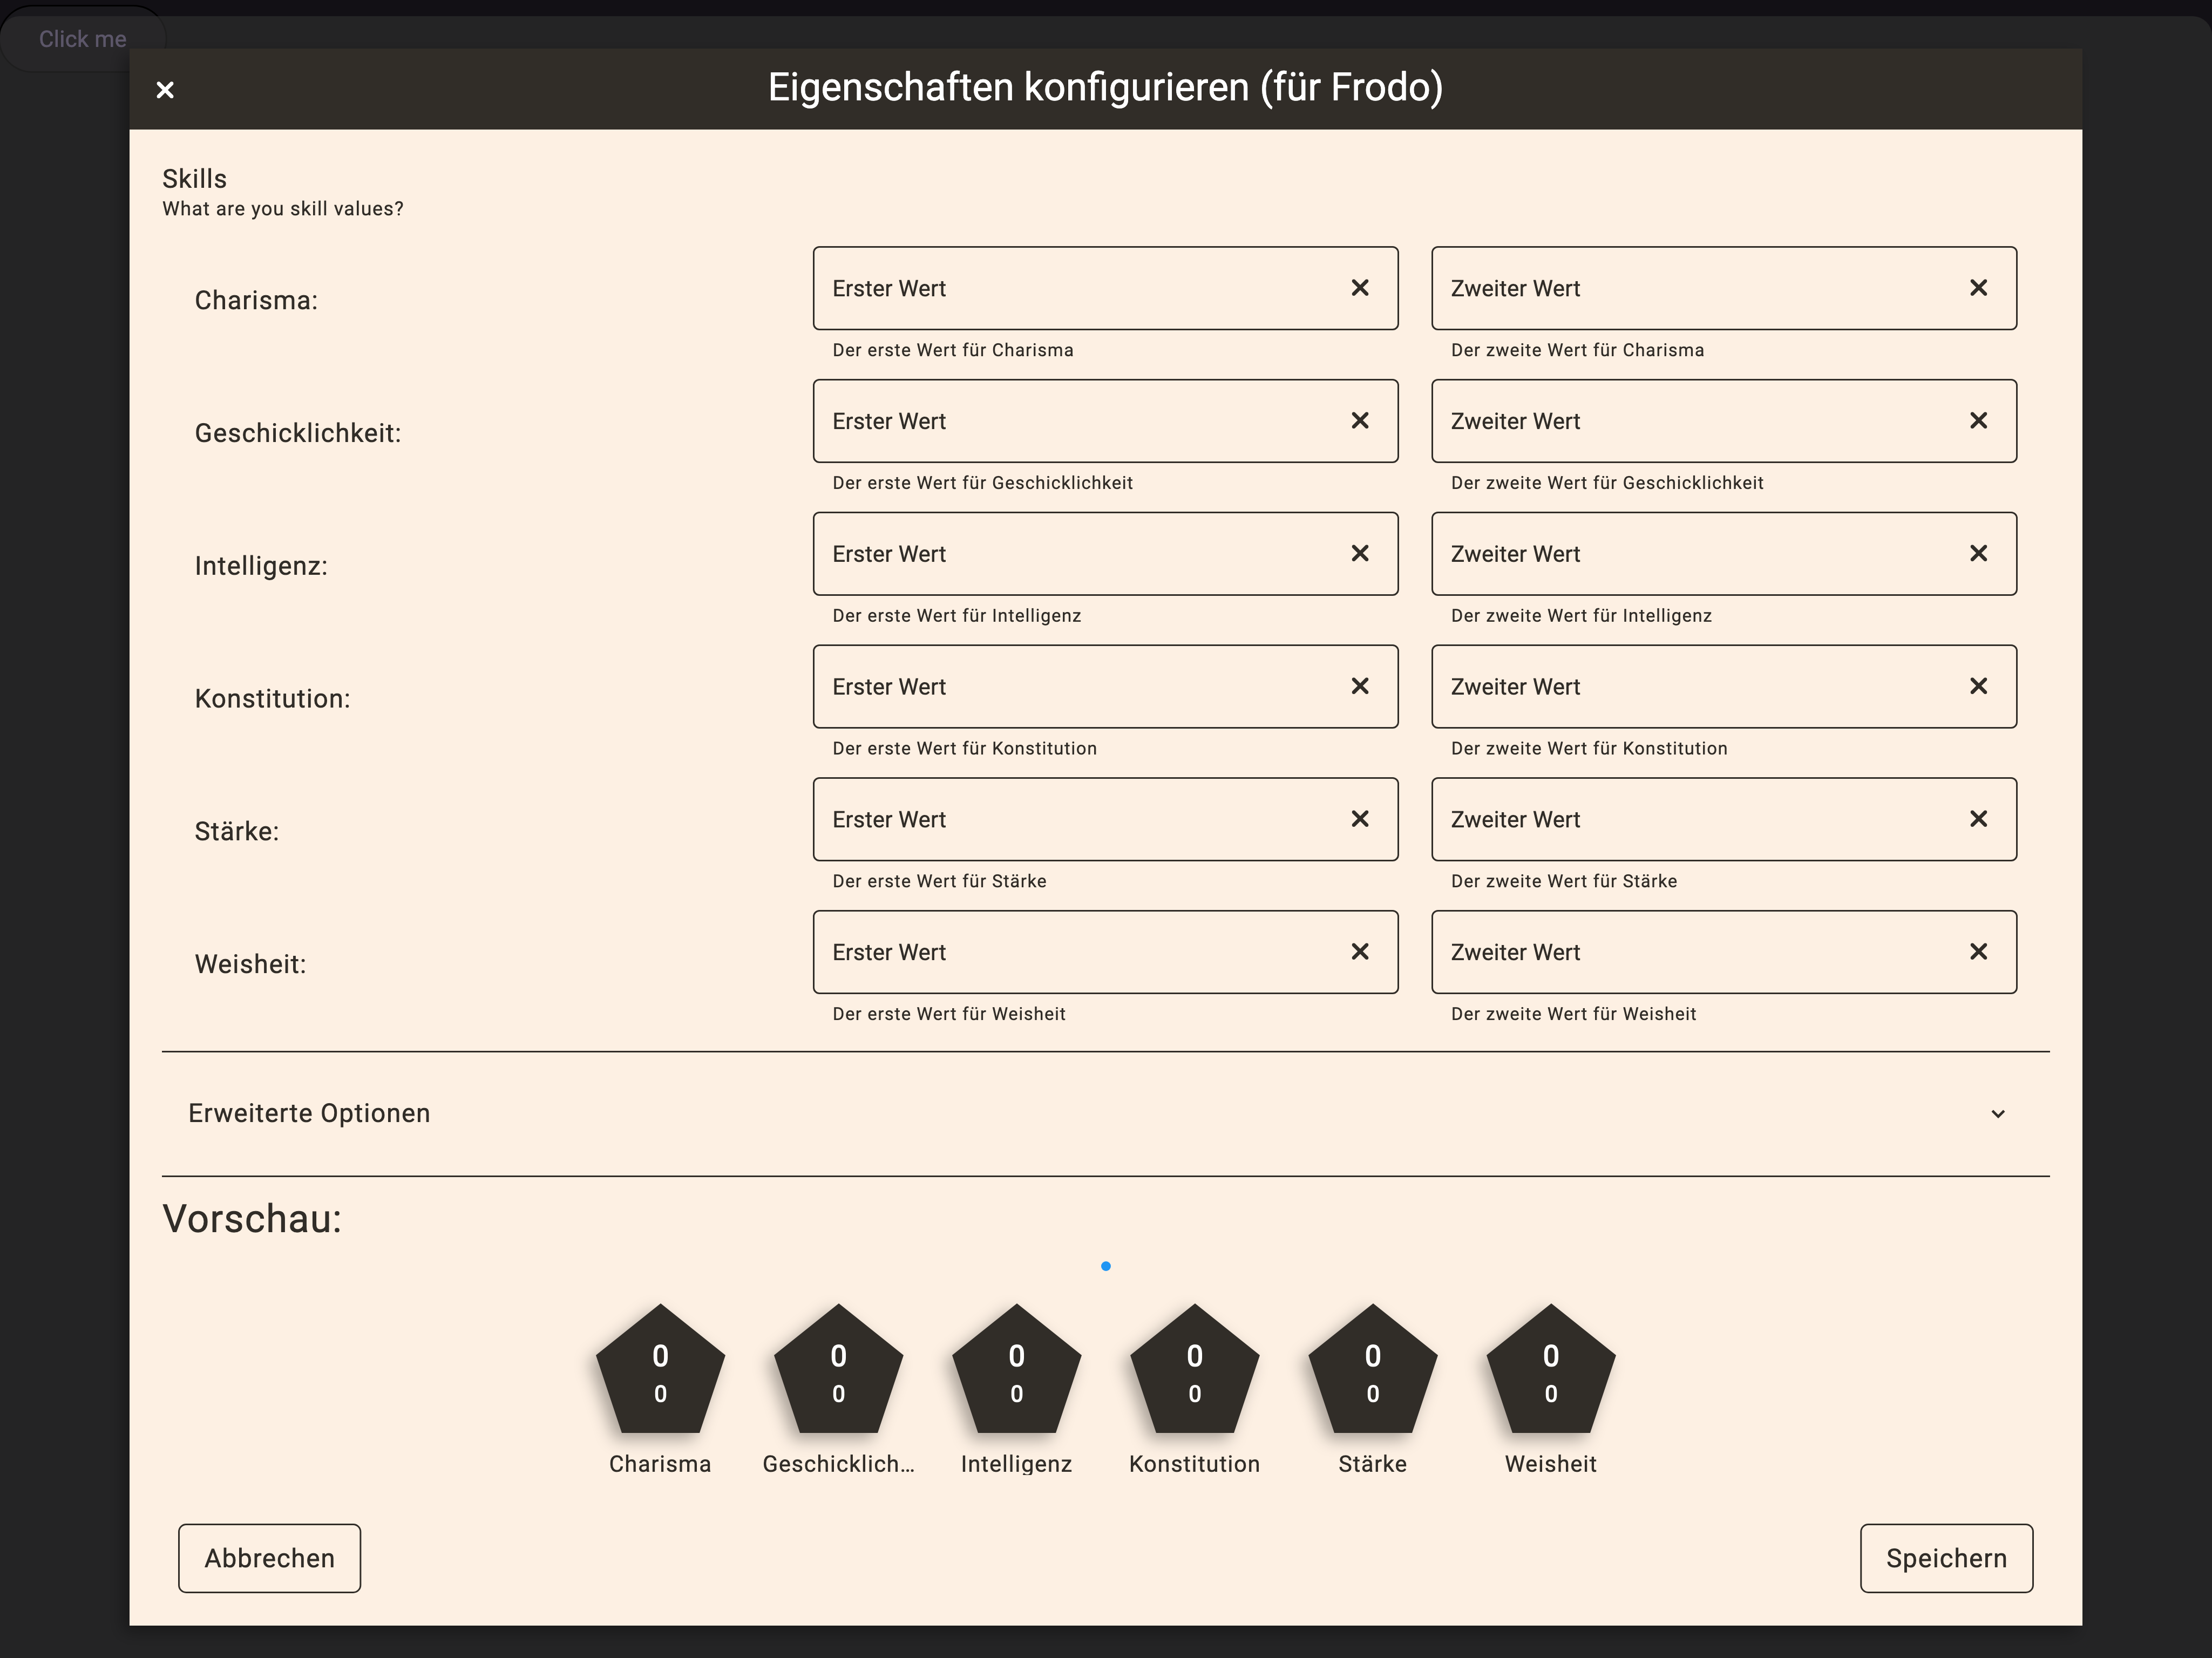 Click me
Eigenschaften konfigurieren (für Frodo)
Skills
What are you skill values?
Charisma:
Erster Wert
Zweiter Wert
Der erste Wert für Charisma
Der zweite Wert für Charisma
Geschicklichkeit:
Erster Wert
Zweiter Wert
Der erste Wert für Geschicklichkeit
Der zweite Wert für Geschicklichkeit
Intelligenz:
Erster Wert
Zweiter Wert
Der erste Wert für Intelligenz
Der zweite Wert für Intelligenz
Konstitution:
Erster Wert
Zweiter Wert
Der erste Wert für Konstitution
Der zweite Wert für Konstitution
Stärke:
Erster Wert
Zweiter Wert
Der erste Wert für Stärke
Der zweite Wert für Stärke
Weisheit:
Erster Wert
Zweiter Wert
Der erste Wert für Weisheit
Der zweite Wert für Weisheit
Erweiterte Optionen
Vorschau:
0 0 0 0 0 0
0 0 0 0 0 0
Charisma Geschicklich... Intelligenz Konstitution Stärke Weisheit
Abbrechen
Speichern